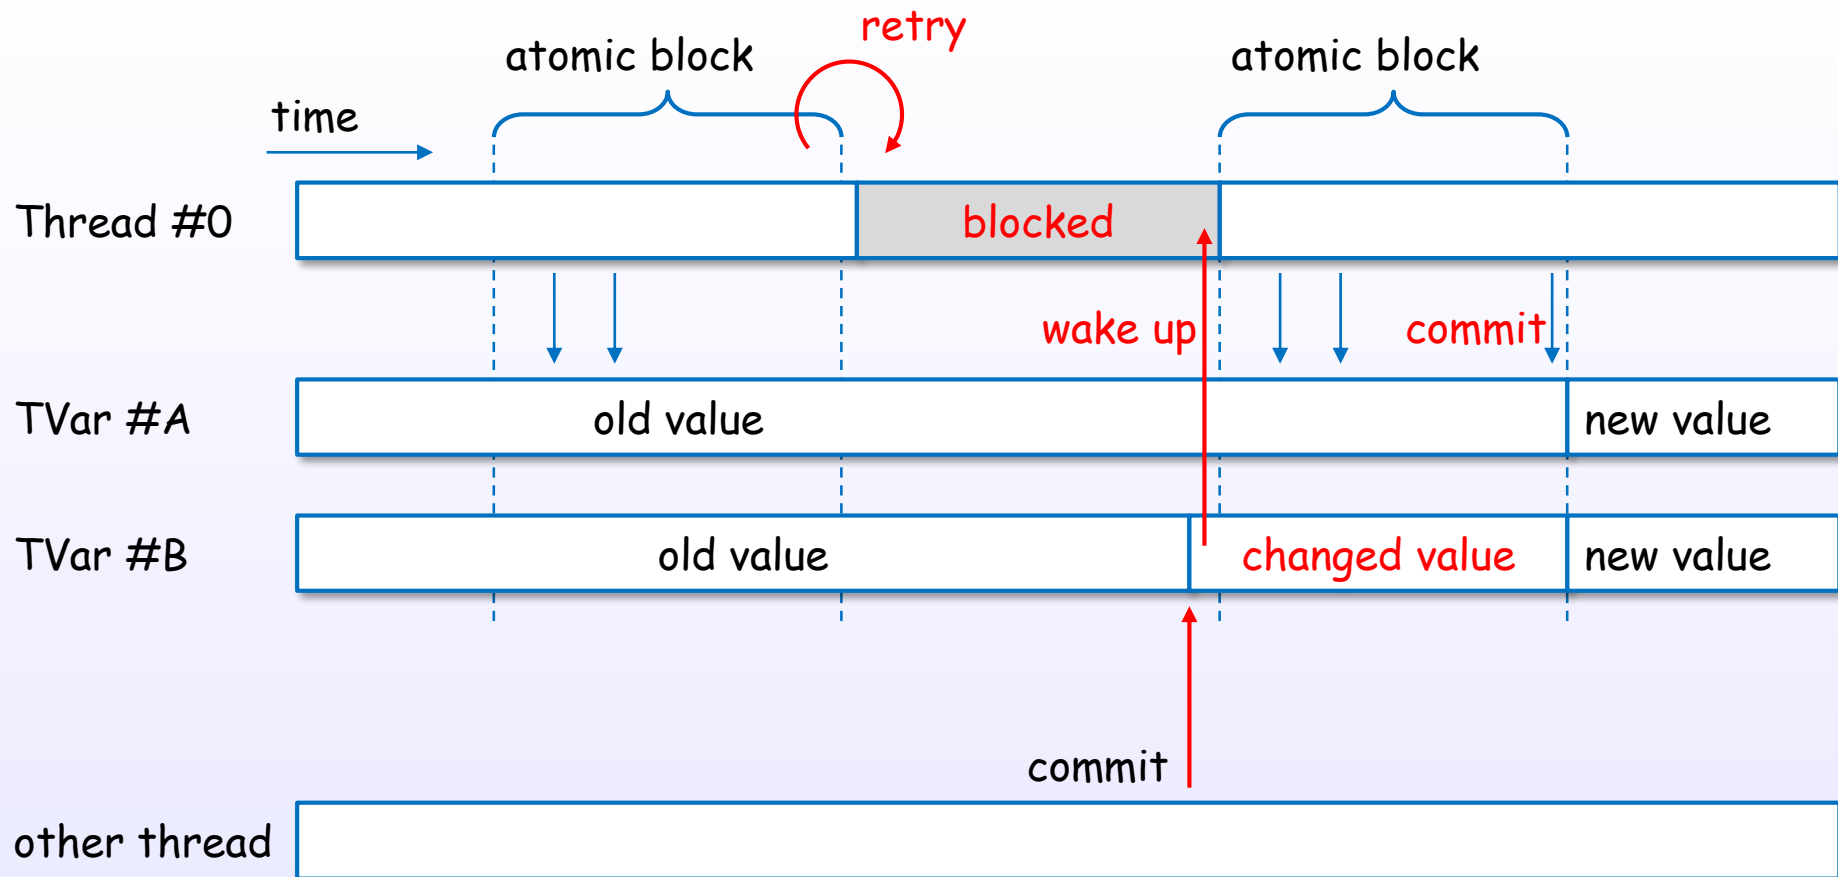 retry
atomic block
atomic block
time
Thread #0
blocked
wake up
commit
TVar #A
old value
new value
TVar #B
old value
changed value
new value
commit
other thread